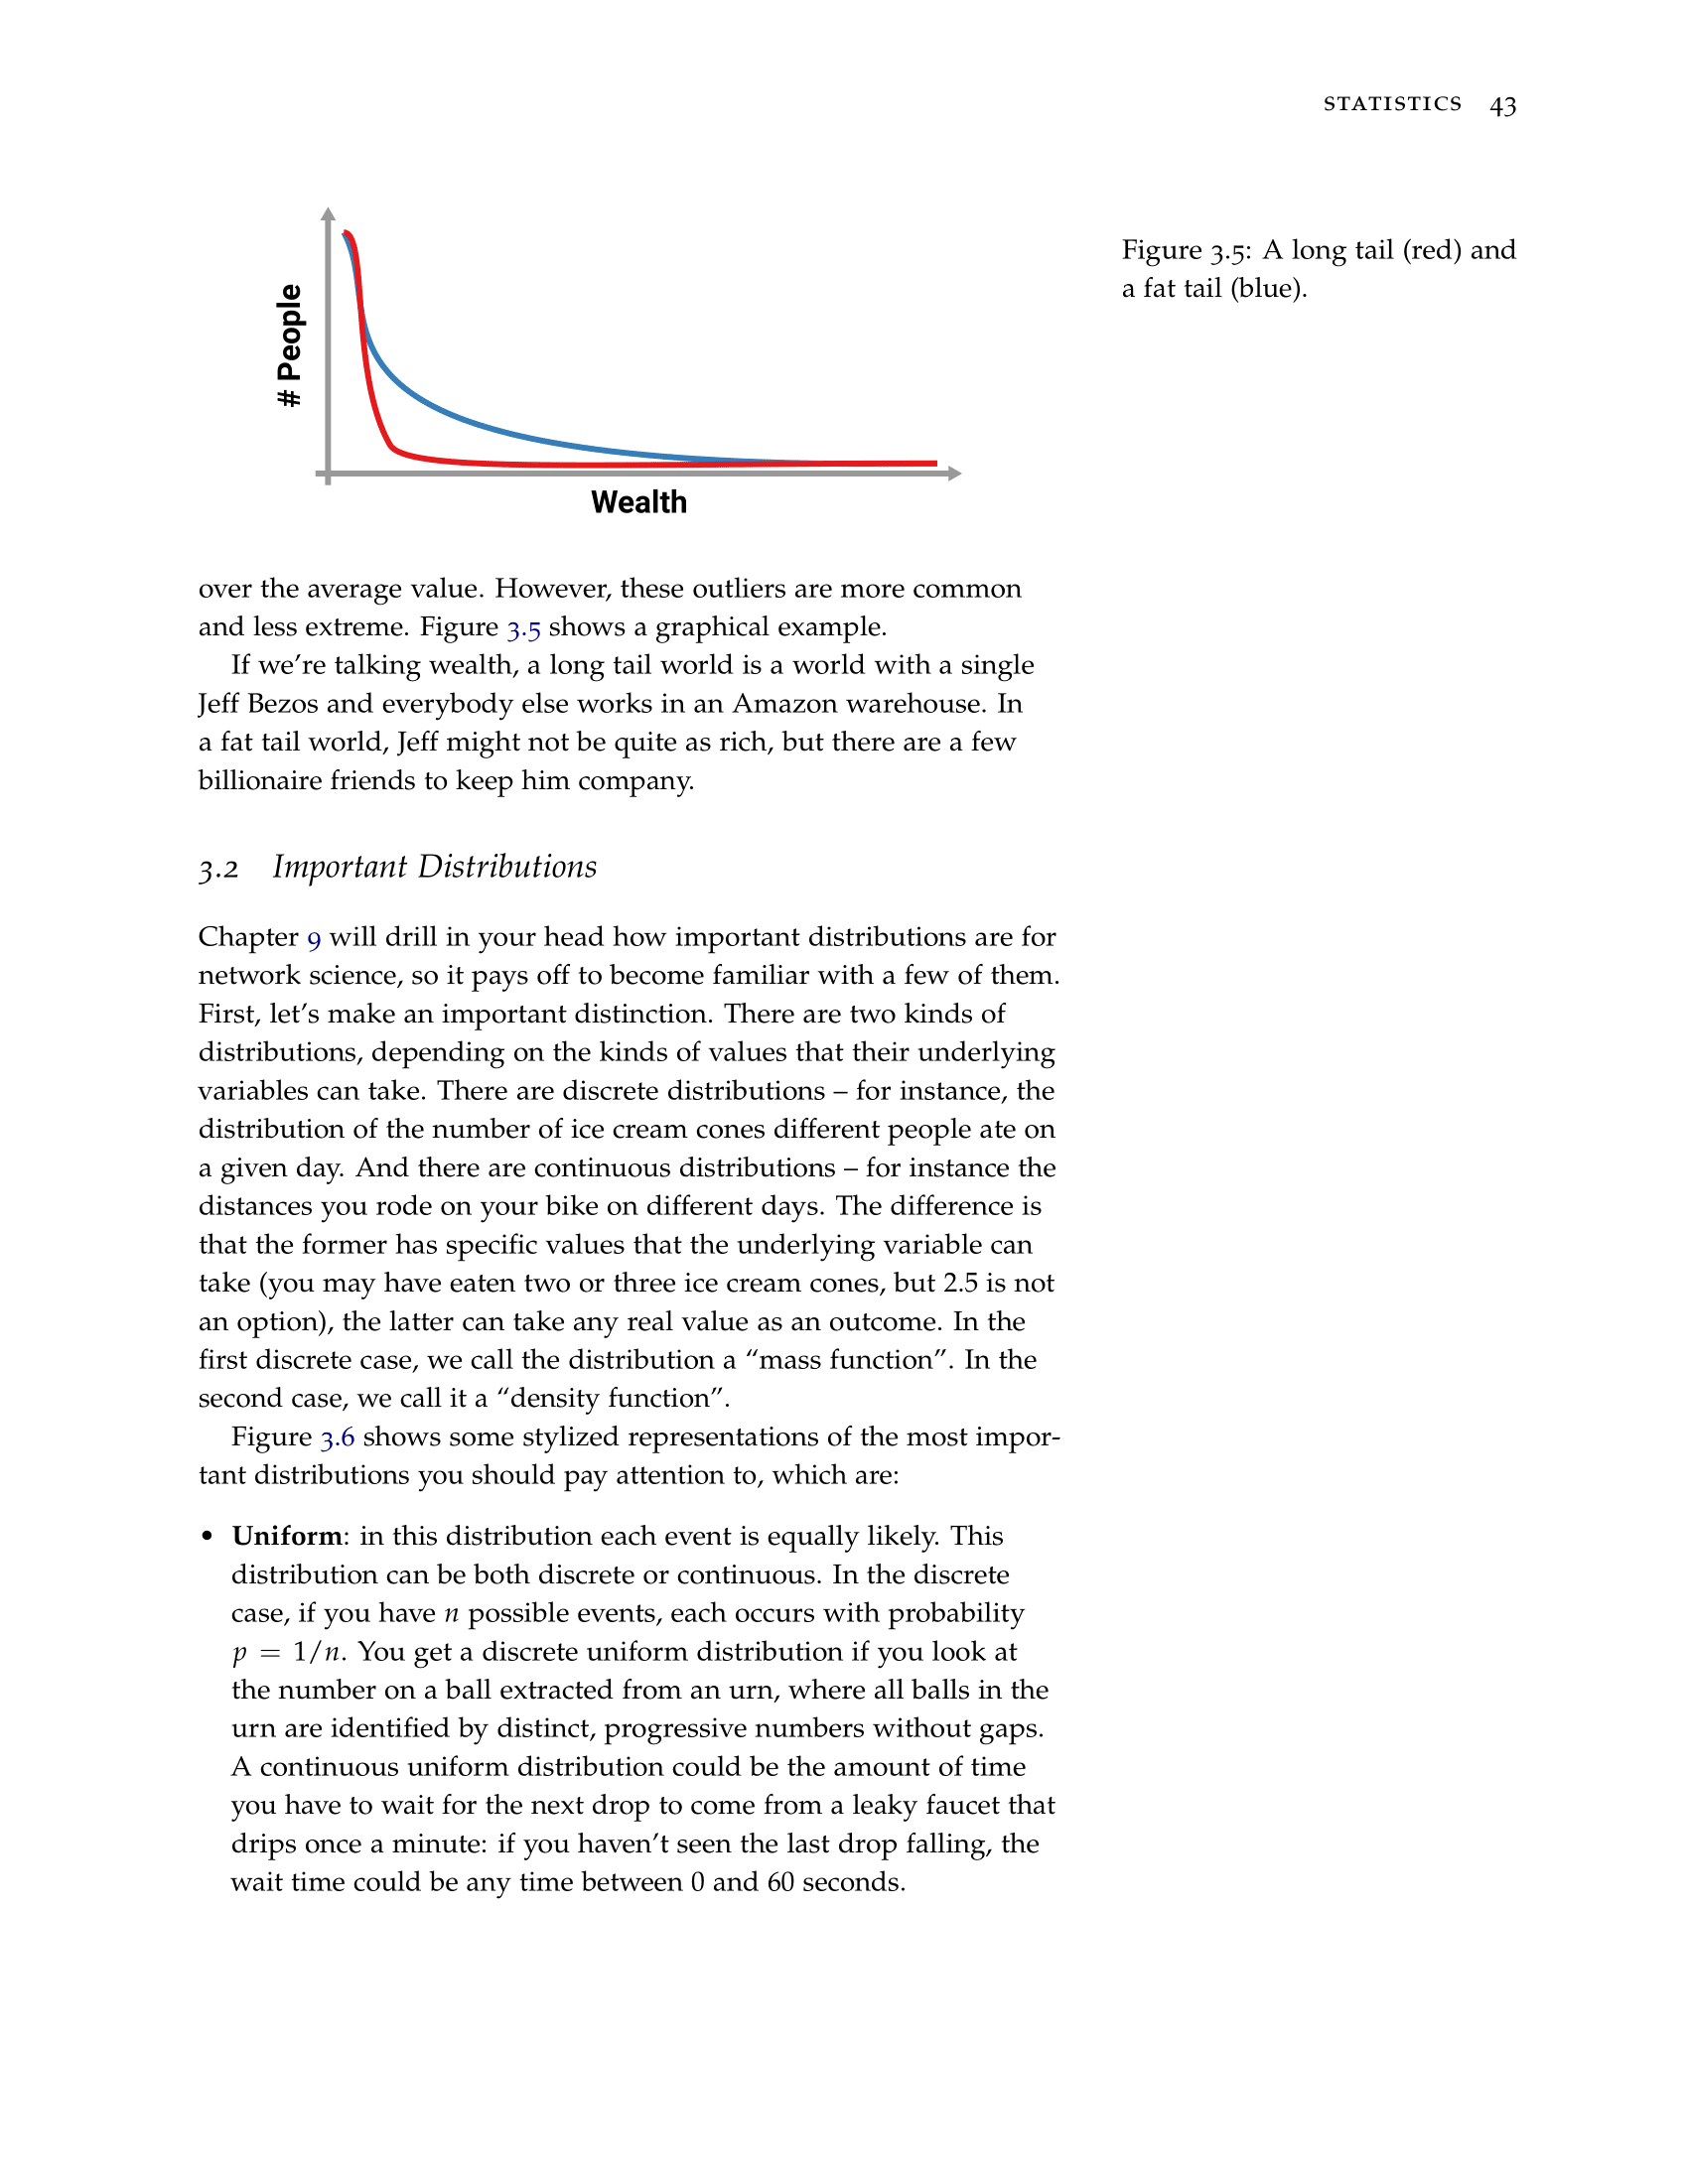 STATISTICS 43
# People
Wealth
Figure 3.5: A long tail (red) and
a fat tail (blue).
over the average value. However, these outliers are more common
and less extreme. Figure 3.5 shows a graphical example.
If we're talking wealth, a long tail world is a world with a single
Jeff Bezos and everybody else works in an Amazon warehouse. In
a fat tail world, Jeff might not be quite as rich, but there are a few
billionaire friends to keep him company.
3.2 Important Distributions
Chapter 9 will drill in your head how important distributions are for
network science, so it pays off to become familiar with a few of them.
First, let's make an important distinction. There are two kinds of
distributions, depending on the kinds of values that their underlying
variables can take. There are discrete distributions – for instance, the
distribution of the number of ice cream cones different people ate on
a given day. And there are continuous distributions – for instance the
distances you rode on your bike on different days. The difference is
that the former has specific values that the underlying variable can
take (you may have eaten two or three ice cream cones, but 2.5 is not
an option), the latter can take any real value as an outcome. In the
first discrete case, we call the distribution a “mass function”. In the
second case, we call it a “density function”.
Figure 3.6 shows some stylized representations of the most impor-
tant distributions you should pay attention to, which are:
• Uniform: in this distribution each event is equally likely. This
distribution can be both discrete or continuous. In the discrete
case, if you have n possible events, each occurs with probability
p = 1/n. You get a discrete uniform distribution if you look at
the number on a ball extracted from an urn, where all balls in the
urn are identified by distinct, progressive numbers without gaps.
A continuous uniform distribution could be the amount of time
you have to wait for the next drop to come from a leaky faucet that
drips once a minute: if you haven't seen the last drop falling, the
wait time could be any time between 0 and 60 seconds.